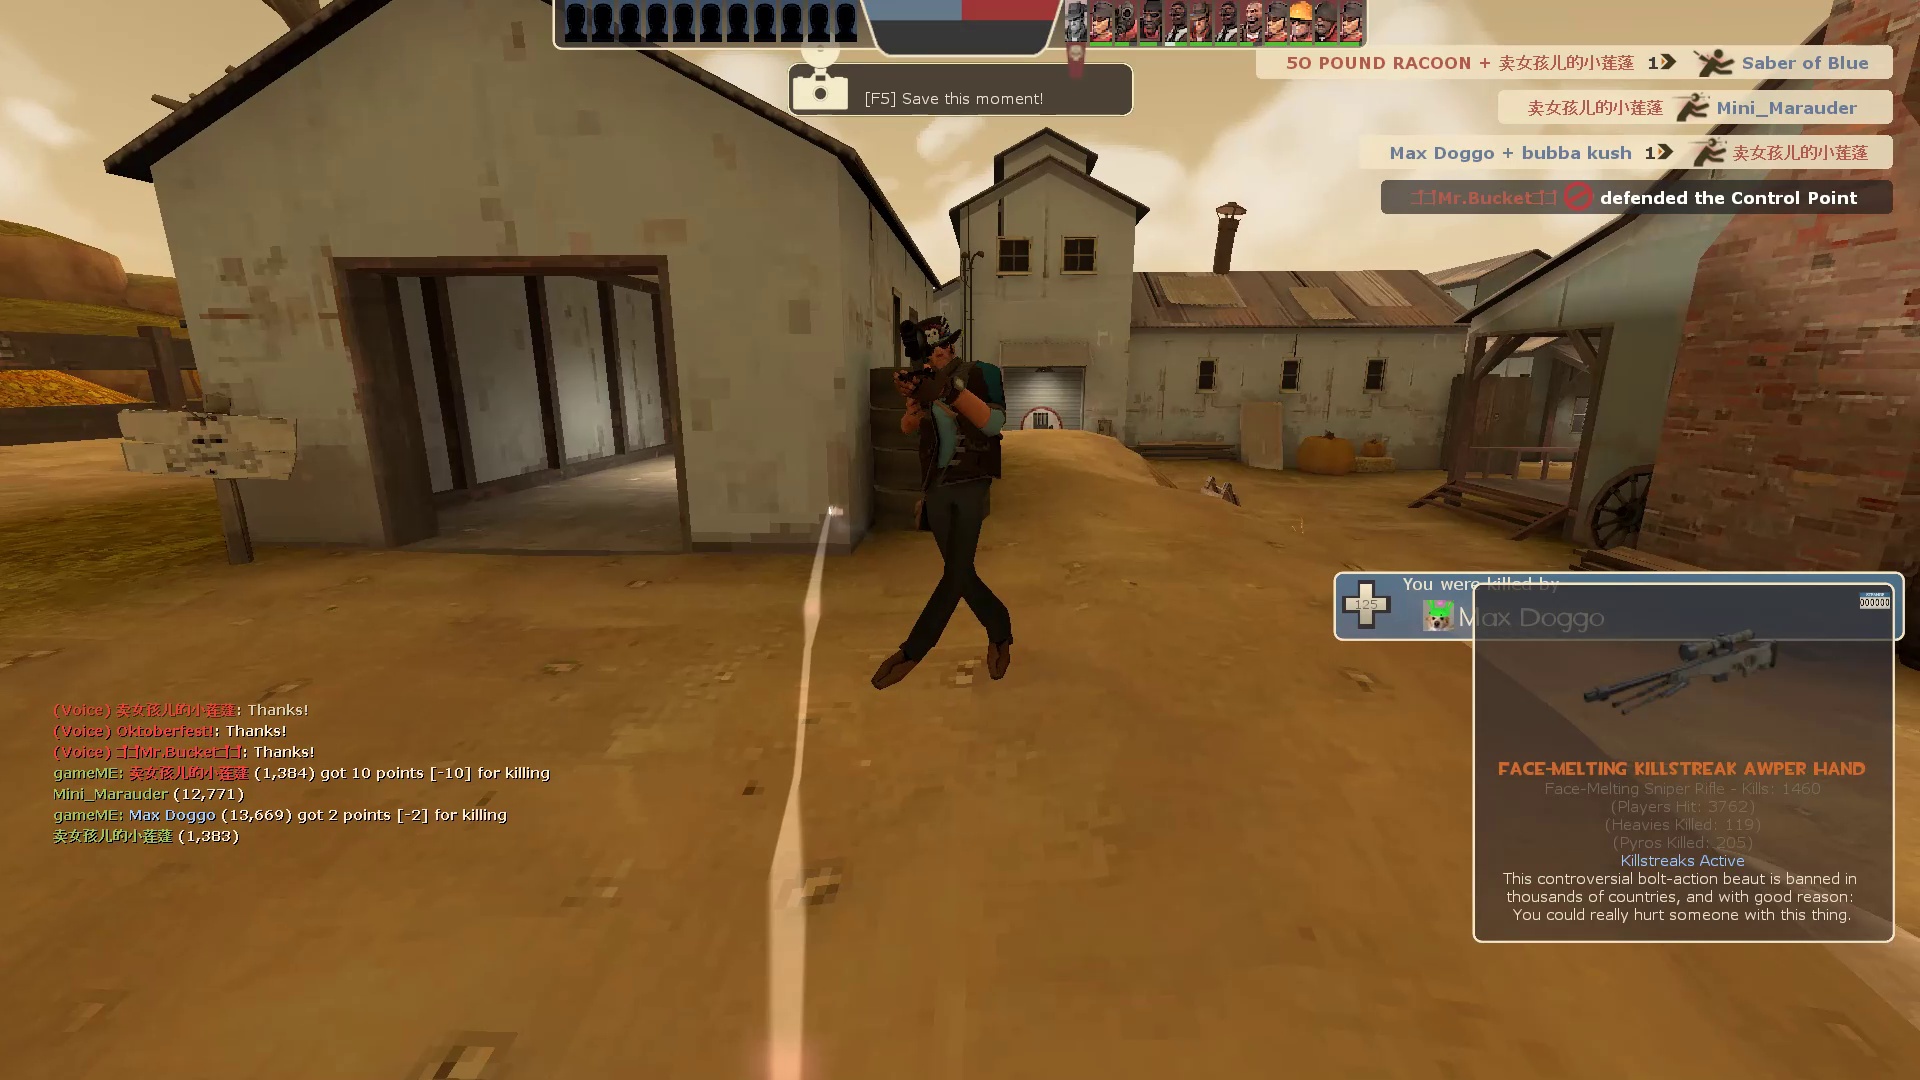 50 POUND RACOON + 卖女孩儿的小莲蓬 1 Saber of Blue
[F5] Save this moment!
卖女孩儿的小莲蓬 Mini_Marauder
Max Doggo + bubba kush 1 卖女孩儿的小莲蓬
Mr.Bucket defended the Control Point
You were killed by
125 Max Doggo
000000
(Voice) 卖女孩儿的小莲蓬: Thanks!
(Voice) Oktoberfest!: Thanks!
(Voice) Mr.Bucket: Thanks!
gameME: 卖女孩儿的小莲蓬 (1,384) got 10 points [-10] for killing
Mini_Marauder (12,771)
gameME: Max Doggo (13,669) got 2 points [-2] for killing
卖女孩儿的小莲蓬 (1,383)
FACE-MELTING KILLSTREAK AWPER HAND
Face-Melting Sniper Rifle - Kills: 1460
(Players Hit: 3762)
(Heavies Killed: 119)
(Pyros Killed: 205)
Killstreaks Active
This controversial bolt-action beaut is banned in
thousands of countries, and with good reason:
You could really hurt someone with this thing.